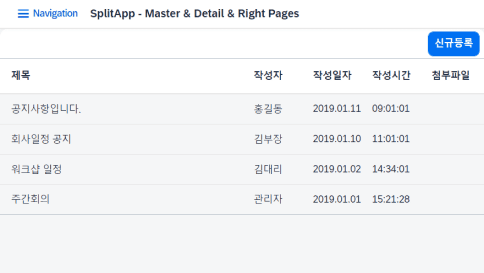 Navigation SplitApp - Master & Detail & Right Pages
신규등록
제목 작성자 작성일자 작성시간 첨부파일
공지사항입니다. 홍길동 2019.01.11 09:01:01
회사일정 공지 김부장 2019.01.10 11:01:01
워크샵 일정 김대리 2019.01.02 14:34:01
주간회의 관리자 2019.01.01 15:21:28